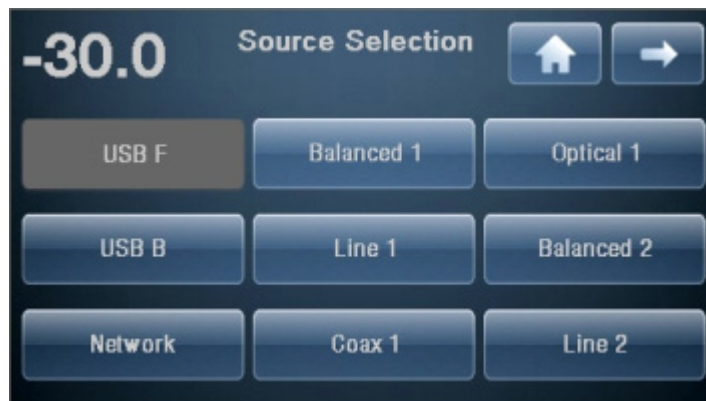 -30.0 Source Selection
USB F Balanced 1 Optical 1
USB B Line 1 Balanced 2
Network Coax 1 Line 2